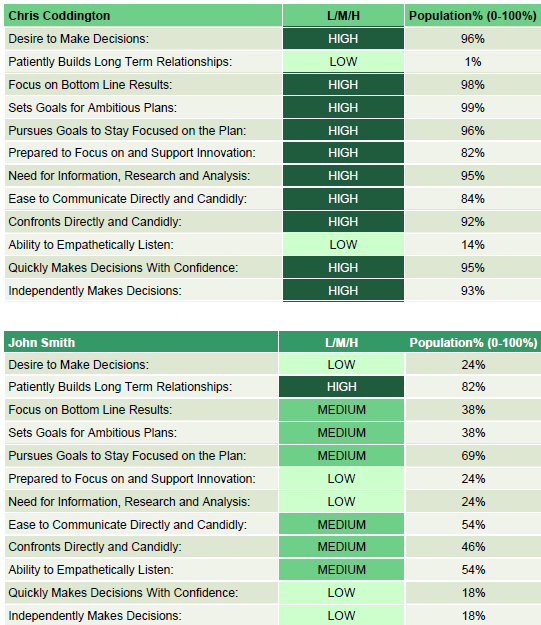 Chris Coddington L/M/H Population% (0-100%)
Desire to Make Decisions: HIGH 96%
Patiently Builds Long Term Relationships: LOW 1%
Focus on Bottom Line Results: HIGH 98%
Sets Goals for Ambitious Plans: HIGH 99%
Pursues Goals to Stay Focused on the Plan: HIGH 96%
Prepared to Focus on and Support Innovation: HIGH 82%
Need for Information, Research and Analysis: HIGH 95%
Ease to Communicate Directly and Candidly: HIGH 84%
Confronts Directly and Candidly: HIGH 92%
Ability to Empathetically Listen: LOW 14%
Quickly Makes Decisions With Confidence: HIGH 95%
Independently Makes Decisions: HIGH 93%
John Smith L/M/H Population% (0-100%)
Desire to Make Decisions: LOW 24%
Patiently Builds Long Term Relationships: HIGH 82%
Focus on Bottom Line Results: MEDIUM 38%
Sets Goals for Ambitious Plans: MEDIUM 38%
Pursues Goals to Stay Focused on the Plan: MEDIUM 69%
Prepared to Focus on and Support Innovation: LOW 24%
Need for Information, Research and Analysis: LOW 24%
Ease to Communicate Directly and Candidly: MEDIUM 54%
Confronts Directly and Candidly: MEDIUM 46%
Ability to Empathetically Listen: MEDIUM 54%
Quickly Makes Decisions With Confidence: LOW 18%
Independently Makes Decisions: LOW 18%